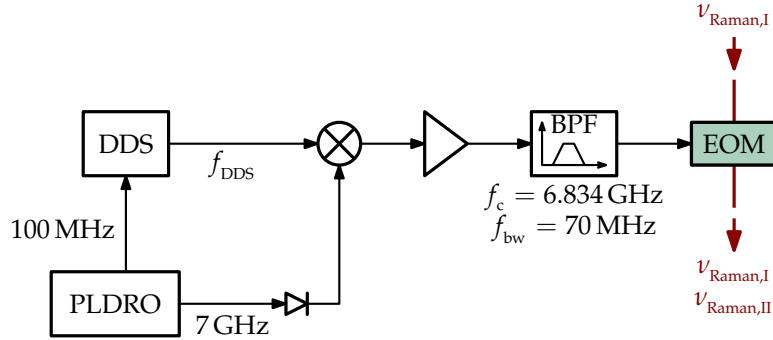 ν_Raman,I
DDS
f_DDS
BPF
EOM
f_c = 6.834 GHz
f_bw = 70 MHz
100 MHz
PLDRO
7 GHz
ν_Raman,I
ν_Raman,II